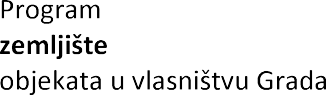 Program
zemljište
objekata u vlasništvu Grada